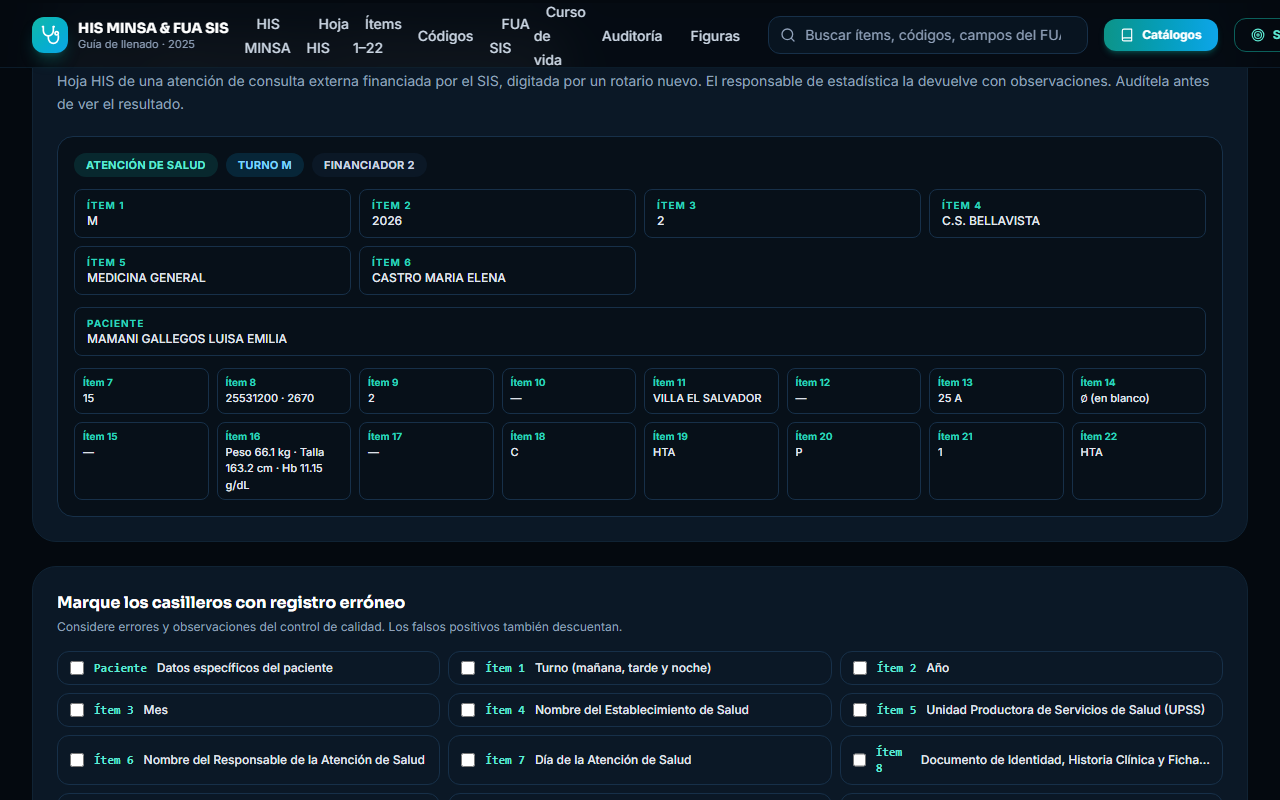 HIS MINSA & FUA SIS
Guía de llenado · 2025
HIS MINSA
Hoja HIS
Ítems 1–22
Códigos
FUA SIS
Curso de vida
Auditoría
Figuras
Buscar ítems, códigos, campos del FU
Catálogos
S
Hoja HIS de una atención de consulta externa financiada por el SIS, digitada por un rotario nuevo. El responsable de estadística la devuelve con observaciones. Audítela antes
de ver el resultado.
ATENCIÓN DE SALUD
TURNO M
FINANCIADOR 2
ÍTEM 1
M
ÍTEM 2
2026
ÍTEM 3
2
ÍTEM 4
C.S. BELLAVISTA
ÍTEM 5
MEDICINA GENERAL
ÍTEM 6
CASTRO MARIA ELENA
PACIENTE
MAMANI GALLEGOS LUISA EMILIA
Ítem 7
15
Ítem 8
25531200 · 2670
Ítem 9
2
Ítem 10
—
Ítem 11
VILLA EL SALVADOR
Ítem 12
—
Ítem 13
25 A
Ítem 14
Ø (en blanco)
Ítem 15
—
Ítem 16
Peso 66.1 kg · Talla
163.2 cm · Hb 11.15
g/dL
Ítem 17
—
Ítem 18
C
Ítem 19
HTA
Ítem 20
P
Ítem 21
1
Ítem 22
HTA
Marque los casilleros con registro erróneo
Considere errores y observaciones del control de calidad. Los falsos positivos también descuentan.
Paciente Datos específicos del paciente
Ítem 1 Turno (mañana, tarde y noche)
Ítem 2 Año
Ítem 3 Mes
Ítem 4 Nombre del Establecimiento de Salud
Ítem 5 Unidad Productora de Servicios de Salud (UPSS)
Ítem 6 Nombre del Responsable de la Atención de Salud
Ítem 7 Día de la Atención de Salud
Ítem 8 Documento de Identidad, Historia Clínica y Ficha...